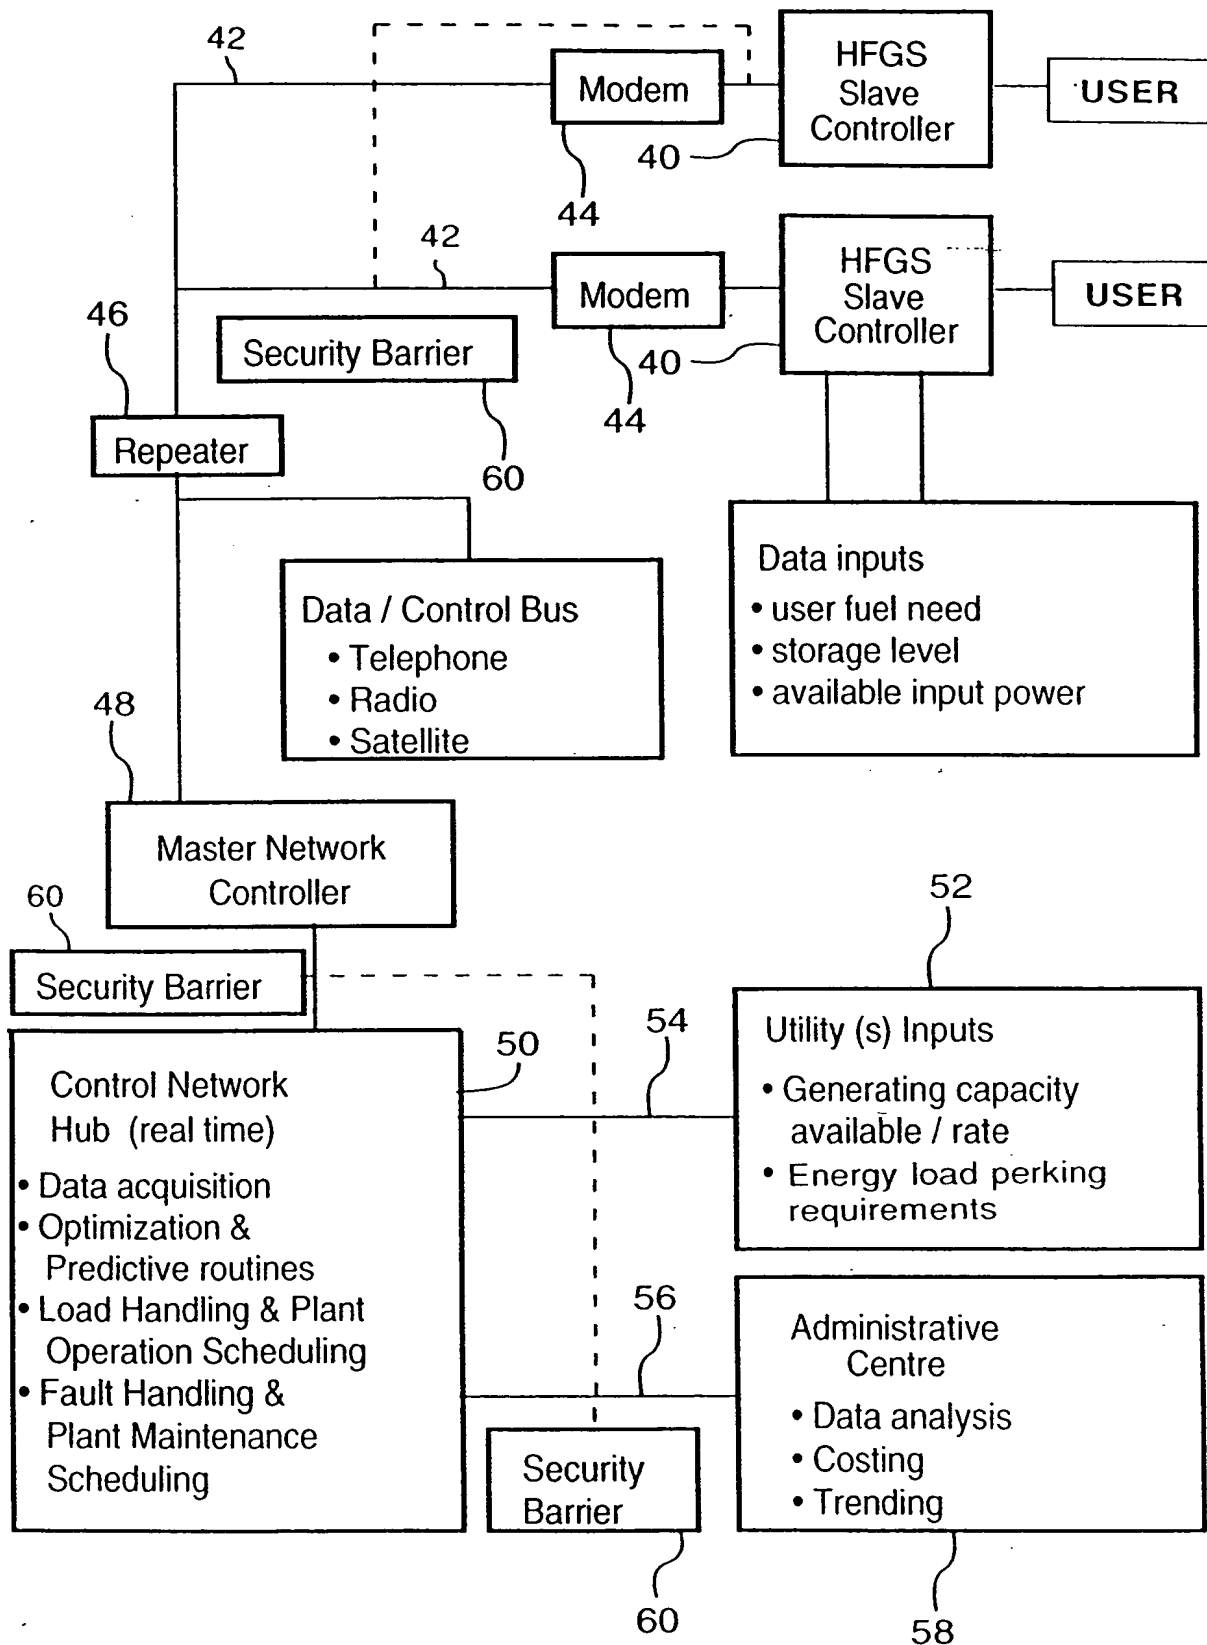 42
Modem
44
HFGS
Slave
Controller
40
USER
42
Modem
44
HFGS
Slave
Controller
40
USER
46
Security Barrier
60
Repeater
Data / Control Bus
• Telephone
• Radio
• Satellite
Data inputs
• user fuel need
• storage level
• available input power
48
Master Network
Controller
60
Security Barrier
50
Control Network
Hub (real time)
• Data acquisition
• Optimization &
Predictive routines
• Load Handling & Plant
Operation Scheduling
• Fault Handling &
Plant Maintenance
Scheduling
54
52
Utility (s) Inputs
• Generating capacity
available / rate
• Energy load perking
requirements
56
Administrative
Centre
• Data analysis
• Costing
• Trending
58
Security
Barrier
60